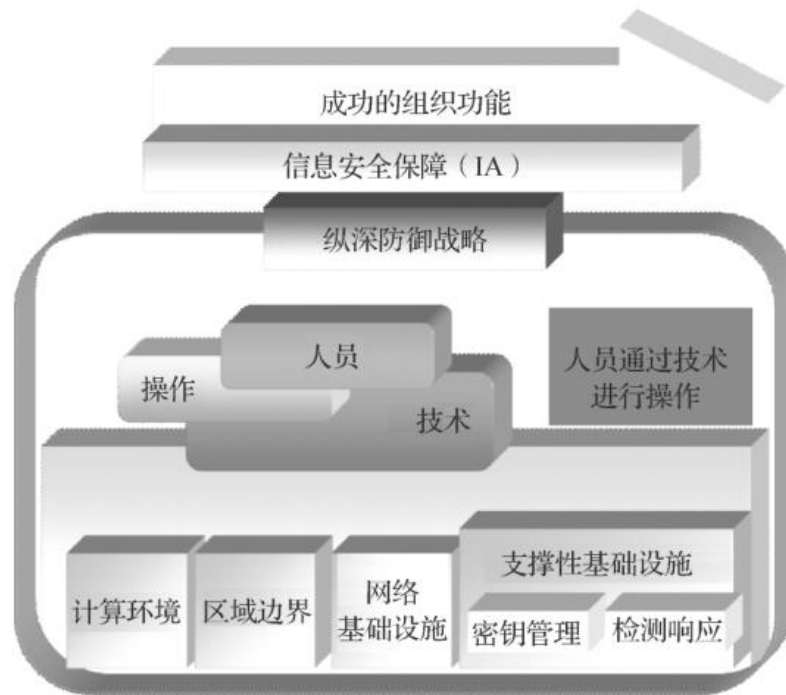 成功的组织功能
信息安全保障（IA）
纵深防御战略
人员
操作
技术
人员通过技术
进行操作
计算环境
区域边界
网络
基础设施
支撑性基础设施
密钥管理
检测响应